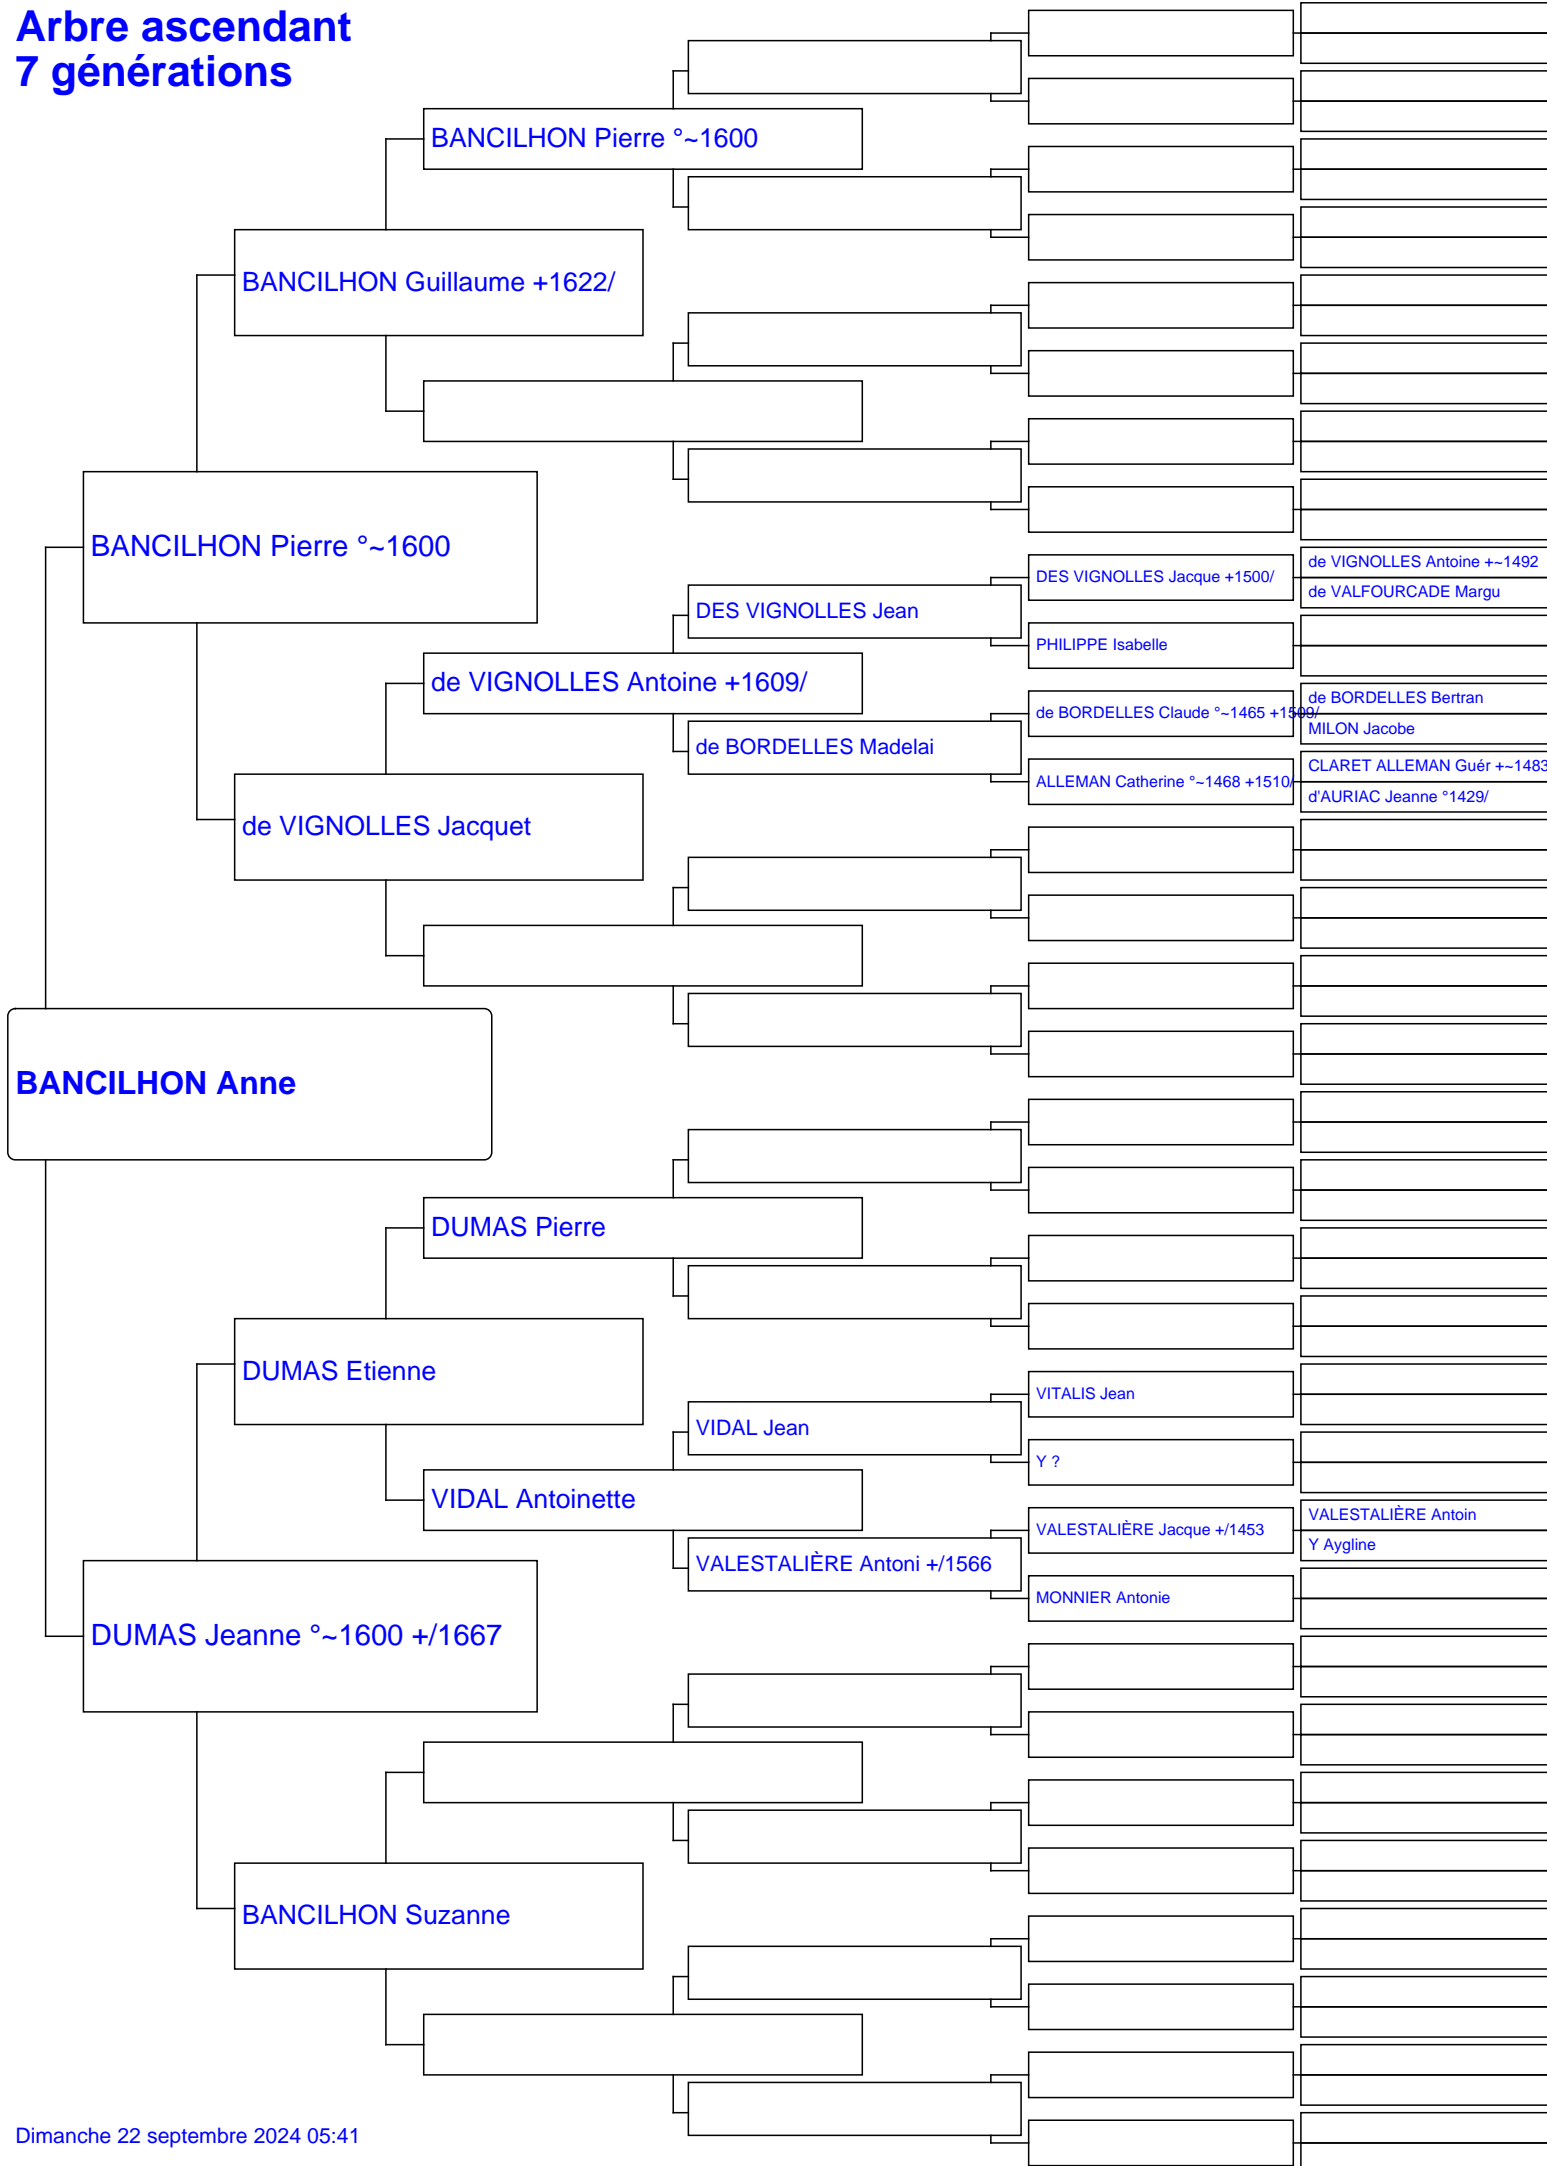 Arbre ascendant
7 générations
BANCILHON Pierre °~1600
BANCILHON Guillaume +1622/
BANCILHON Pierre °~1600
de VIGNOLLES Antoine +~1492
DES VIGNOLLES Jacque +1500/
de VALFOURCADE Margu
DES VIGNOLLES Jean
PHILIPPE Isabelle
de VIGNOLLES Antoine +1609/
de BORDELLES Bertran
de BORDELLES Claude °~1465 +1509/
MILON Jacobe
de BORDELLES Madelai
CLARET ALLEMAN Guér +~1483
ALLEMAN Catherine °~1468 +1510/
d'AURIAC Jeanne °1429/
de VIGNOLLES Jacquet
BANCILHON Anne
DUMAS Pierre
DUMAS Etienne
VITALIS Jean
VIDAL Jean
Y ?
VIDAL Antoinette
VALESTALIÈRE Antoin
VALESTALIÈRE Jacque +/1453
Y Aygline
VALESTALIÈRE Antoni +/1566
MONNIER Antonie
DUMAS Jeanne °~1600 +/1667
BANCILHON Suzanne
Dimanche 22 septembre 2024 05:41